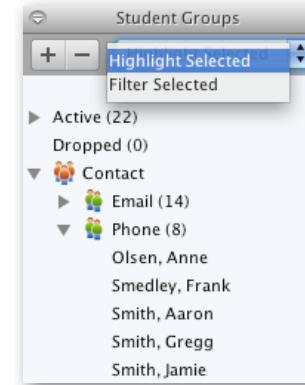 Student Groups
Highlight Selected
Filter Selected
Active (22)
Dropped (0)
Contact
Email (14)
Phone (8)
Olsen, Anne
Smedley, Frank
Smith, Aaron
Smith, Gregg
Smith, Jamie